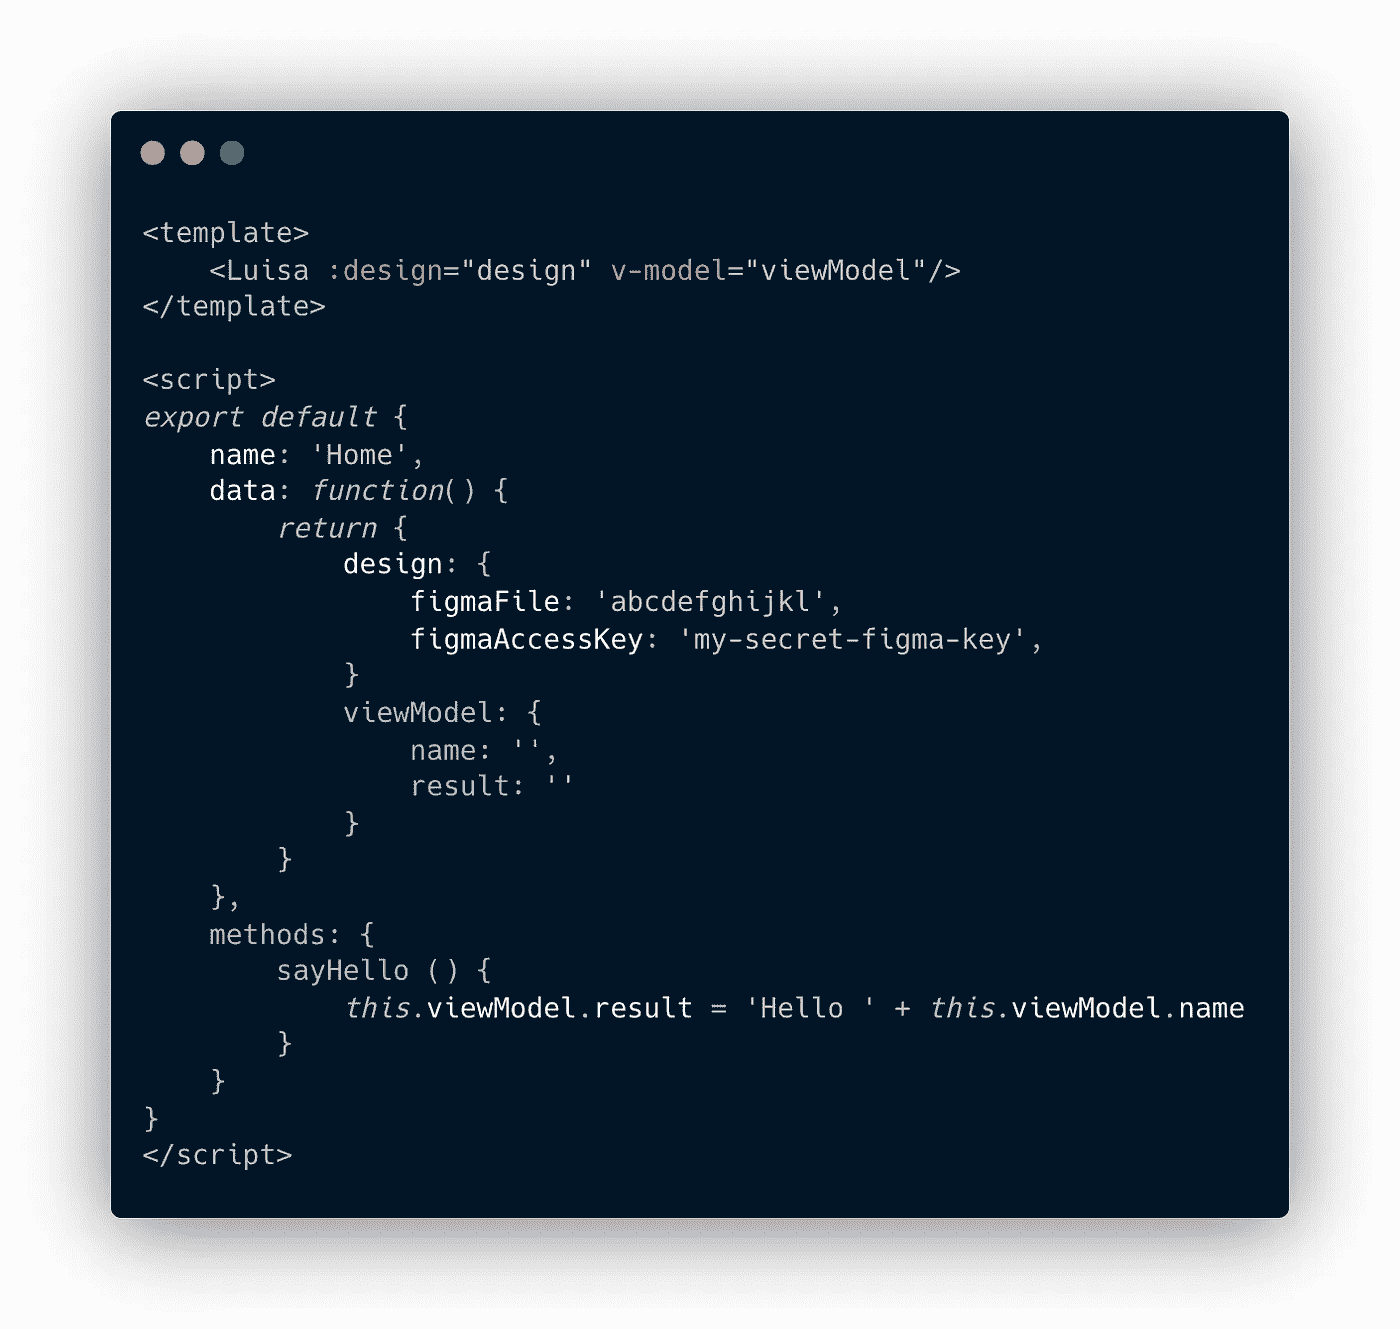 <template>
    <Luisa :design="design" v-model="viewModel"/>
</template>

<script>
export default {
    name: 'Home',
    data: function() {
        return {
            design: {
                figmaFile: 'abcdefghijkl',
                figmaAccessKey: 'my-secret-figma-key',
            }
            viewModel: {
                name: '',
                result: ''
            }
        }
    },
    methods: {
        sayHello () {
            this.viewModel.result = 'Hello ' + this.viewModel.name
        }
    }
}
</script>